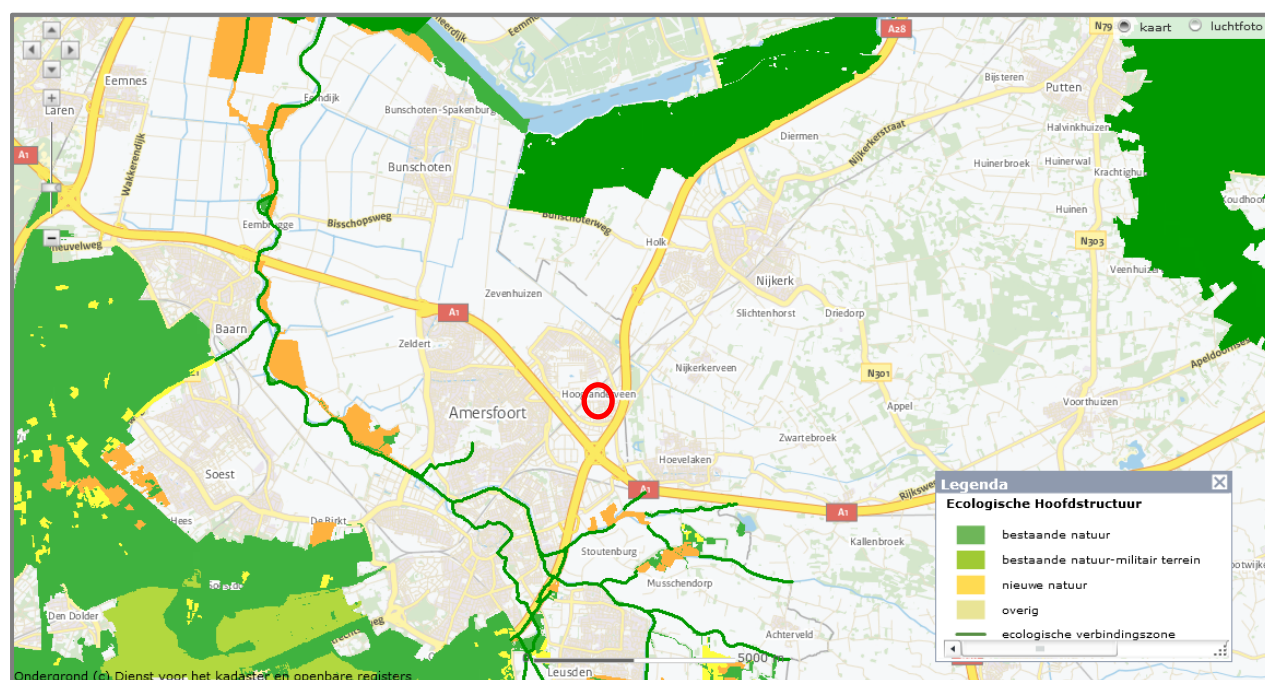 N79
kaart
luchtfoto
A28
Eemnes
Eemdijk
Bunschoten-Spakenburg
Laren
Bijsteren
Putten
Diermen
Nijkerkerstraat
Halvinkhuizen
A1
Wakkerendijk
Bunschoten
Huinerbroek
Huinerwal
Huinen
Bisschopsweg
Bunschoterweg
Eembrugge
Holk
N303
Zevenhuizen
Nijkerk
Veenhuizen
A1
Slichtenhorst
Driedorp
Baarn
Zeldert
Nijkerkerveen
N301
Amersfoort
Appel
Voorthuizen
Zwartebroek
Hoevelaken
Soest
A1
A1
Hees
De Birkt
Stoutenburg
Kallenbroek
Musschendorp
Den Dolder
Achterveld
5000 m
Leusden
Ondergrond (c) Dienst voor het kadaster en openbare registers
Legenda
Ecologische Hoofdstructuur
bestaande natuur
bestaande natuur-militair terrein
nieuwe natuur
overig
ecologische verbindingszone